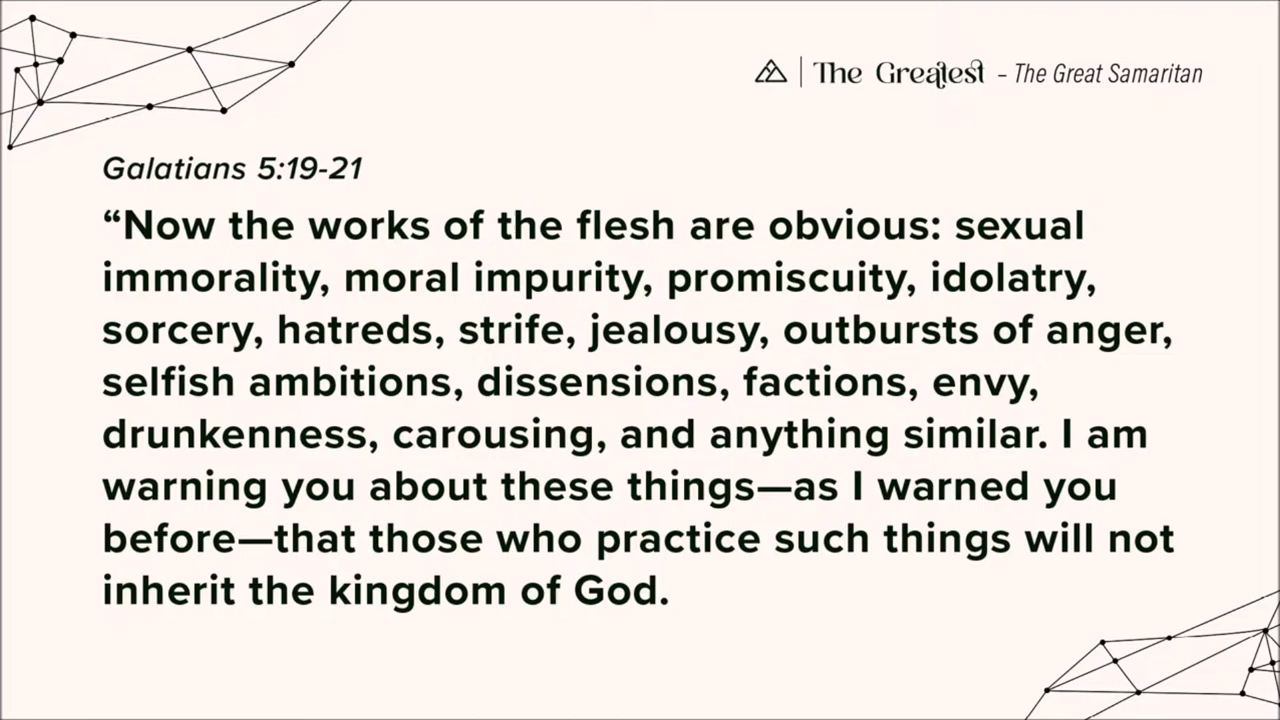 The Greatest – The Great Samaritan
Galatians 5:19-21
“Now the works of the flesh are obvious: sexual
immorality, moral impurity, promiscuity, idolatry,
sorcery, hatreds, strife, jealousy, outbursts of anger,
selfish ambitions, dissensions, factions, envy,
drunkenness, carousing, and anything similar. I am
warning you about these things—as I warned you
before—that those who practice such things will not
inherit the kingdom of God.